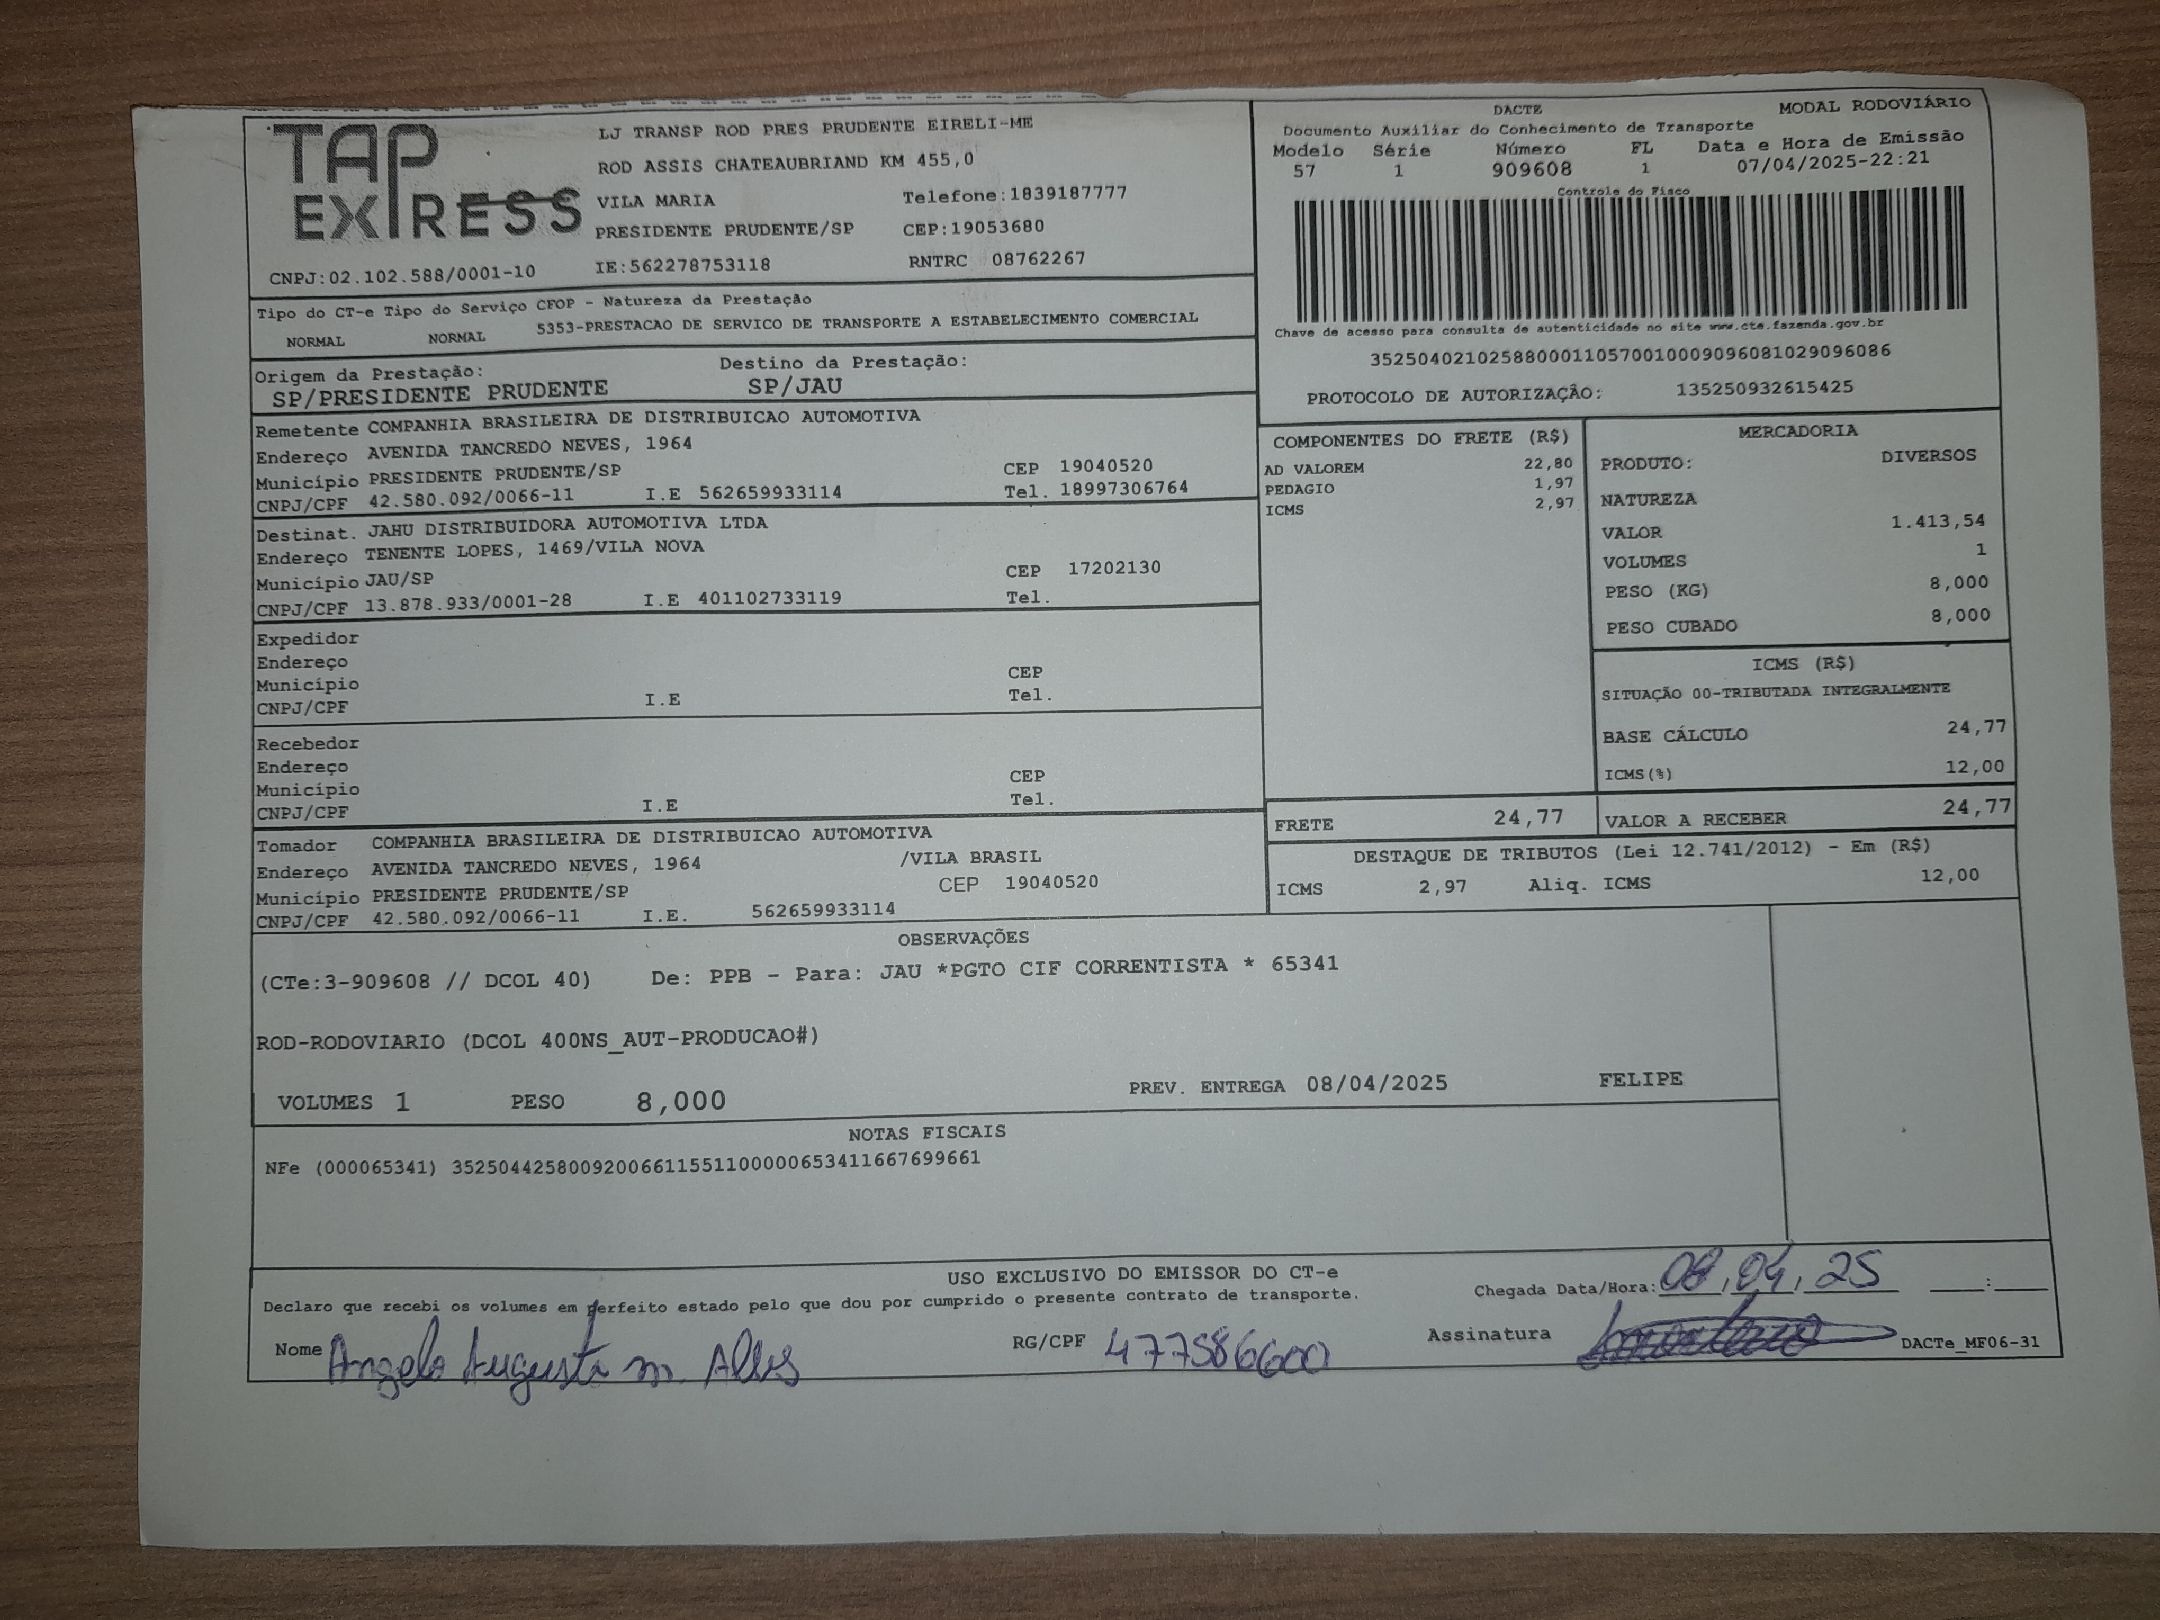 TAP
EXPRESS
CNPJ:02.102.588/0001-10
LJ TRANSP ROD PRES PRUDENTE EIRELI-ME
ROD ASSIS CHATEAUBRIAND KM 455,0
VILA MARIA Telefone:1839187777
PRESIDENTE PRUDENTE/SP CEP:19053680
IE:562278753118 RNTRC 08762267
DACTE MODAL RODOVIÁRIO
Documento Auxiliar do Conhecimento de Transporte
Modelo Série Número FL Data e Hora de Emissão
57 1 909608 1 07/04/2025-22:21
Controle do Fisco
Chave de acesso para consulta de autenticidade no site www.cte.fazenda.gov.br
35250402102588000110570010009096081029096086
PROTOCOLO DE AUTORIZAÇÃO: 135250932615425
Tipo do CT-e Tipo do Serviço CFOP - Natureza da Prestação
NORMAL NORMAL 5353-PRESTACAO DE SERVICO DE TRANSPORTE A ESTABELECIMENTO COMERCIAL
Origem da Prestação: Destino da Prestação:
SP/PRESIDENTE PRUDENTE SP/JAU
Remetente COMPANHIA BRASILEIRA DE DISTRIBUICAO AUTOMOTIVA
Endereço AVENIDA TANCREDO NEVES, 1964
Município PRESIDENTE PRUDENTE/SP CEP 19040520
CNPJ/CPF 42.580.092/0066-11 I.E 562659933114 Tel. 18997306764
Destinat. JAHU DISTRIBUIDORA AUTOMOTIVA LTDA
Endereço TENENTE LOPES, 1469/VILA NOVA
Município JAU/SP CEP 17202130
CNPJ/CPF 13.878.933/0001-28 I.E 401102733119 Tel.
Expedidor
Endereço
Município CEP
CNPJ/CPF I.E Tel.
Recebedor
Endereço
Município CEP
CNPJ/CPF I.E Tel.
Tomador COMPANHIA BRASILEIRA DE DISTRIBUICAO AUTOMOTIVA
Endereço AVENIDA TANCREDO NEVES, 1964 /VILA BRASIL
Município PRESIDENTE PRUDENTE/SP CEP 19040520
CNPJ/CPF 42.580.092/0066-11 I.E. 562659933114
COMPONENTES DO FRETE (R$)
AD VALOREM 22,80
PEDAGIO 1,97
ICMS 2,97
MERCADORIA
PRODUTO: DIVERSOS
NATUREZA
VALOR 1.413,54
VOLUMES 1
PESO (KG) 8,000
PESO CUBADO 8,000
ICMS (R$)
SITUAÇÃO 00-TRIBUTADA INTEGRALMENTE
BASE CÁLCULO 24,77
ICMS(%) 12,00
FRETE 24,77 VALOR A RECEBER 24,77
DESTAQUE DE TRIBUTOS (Lei 12.741/2012) - Em (R$)
ICMS 2,97 Aliq. ICMS 12,00
OBSERVAÇÕES
(CTe:3-909608 // DCOL 40) De: PPB - Para: JAU *PGTO CIF CORRENTISTA * 65341
ROD-RODOVIARIO (DCOL 400NS_AUT-PRODUCAO#)
VOLUMES 1 PESO 8,000 PREV. ENTREGA 08/04/2025 FELIPE
NOTAS FISCAIS
NFe (000065341) 35250442580092006611551100000653411667699661
USO EXCLUSIVO DO EMISSOR DO CT-e
Declaro que recebi os volumes em perfeito estado pelo que dou por cumprido o presente contrato de transporte.
Chegada Data/Hora: 08,04,25 :
Nome Angelo Augusto m. Alves RG/CPF 477586600 Assinatura
DACTe_MF06-31